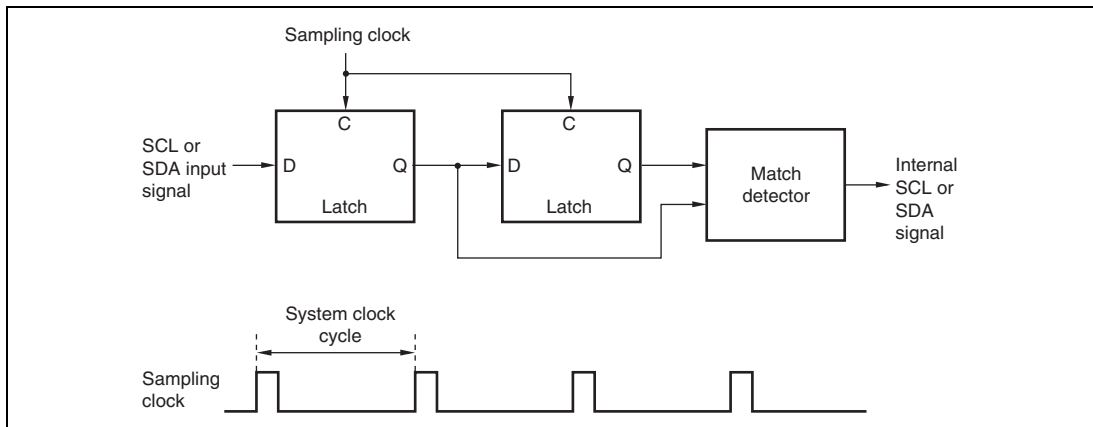 Sampling clock
C
C
SCL or
SDA input
signal
D
Q
D
Q
Latch
Latch
Match
detector
Internal
SCL or
SDA
signal
System clock
cycle
Sampling
clock